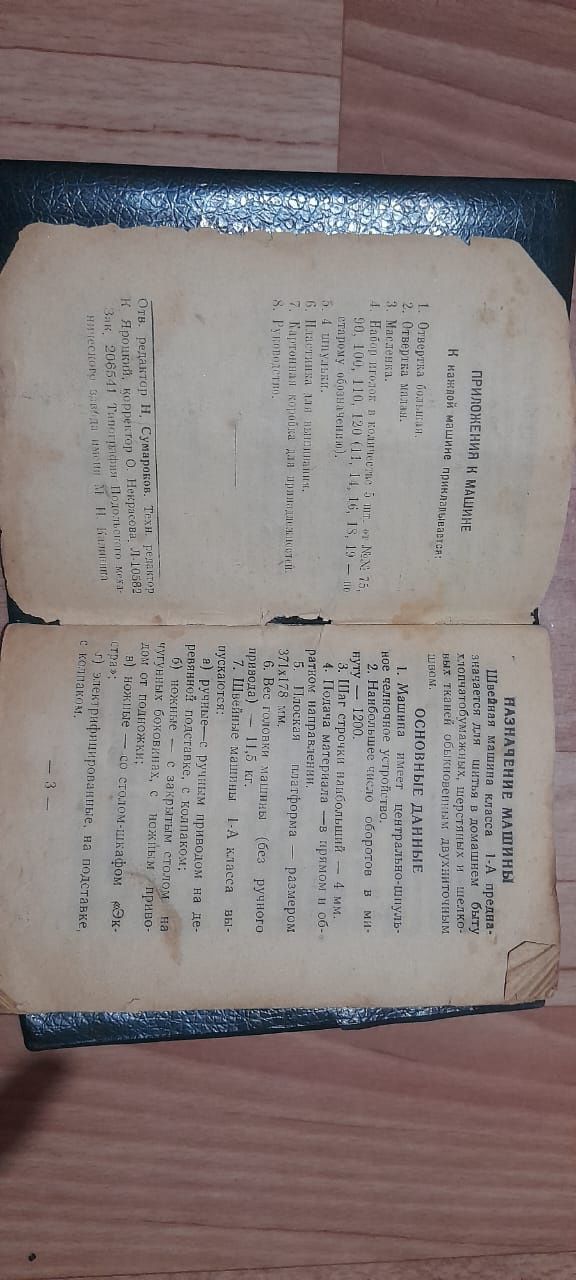 ПРИЛОЖЕНИЯ К МАШИНЕ
К каждой машине прикладывается:
1. Отвертка большая.
2. Отвертка малая.
3. Масленка.
4. Набор иголок в количестве 5 шт. от №№ 75,
90, 100, 110, 120 (11, 14, 16, 18, 19 — по
старому обозначению).
5. 4 шпульки.
6. Пластинка для вышивания.
7. Картонная коробка для принадлежностей.
8. Руководство.
Отв. редактор Н. Сумароков. Техн. редактор
К Яроцкий, корректор О. Некрасова. Л-10582
Зак. 206541 Типография Подольского меха-
нического завода имени М И Калинина
НАЗНАЧЕНИЕ МАШИНЫ
Швейная машина класса 1-А предна-
значается для шитья в домашнем быту
хлопчатобумажных, шерстяных и шелко-
вых тканей обыкновенным двухниточным
швом.
ОСНОВНЫЕ ДАННЫЕ
1. Машина имеет центрально-шпуль-
ное челночное устройство.
2. Наибольшее число оборотов в ми-
нуту — 1200.
3. Шаг строчки наибольший — 4 мм.
4. Подача материала — в прямом и об-
ратном направлении.
5. Плоская платформа — размером
371х178 мм.
6. Вес головки машины (без ручного
привода) — 11,5 кг.
7. Швейные машины 1-А класса вы-
пускаются:
а) ручные—с ручным приводом на де-
ревянной подставке, с колпаком;
б) ножные — с закрытым столом на
чугунных боковинах, с ножным приво-
дом от подножки;
в) ножные — со столом-шкафом «Эк-
стра»;
г) электрифицированные, на подставке,
с колпаком.
— 3 —